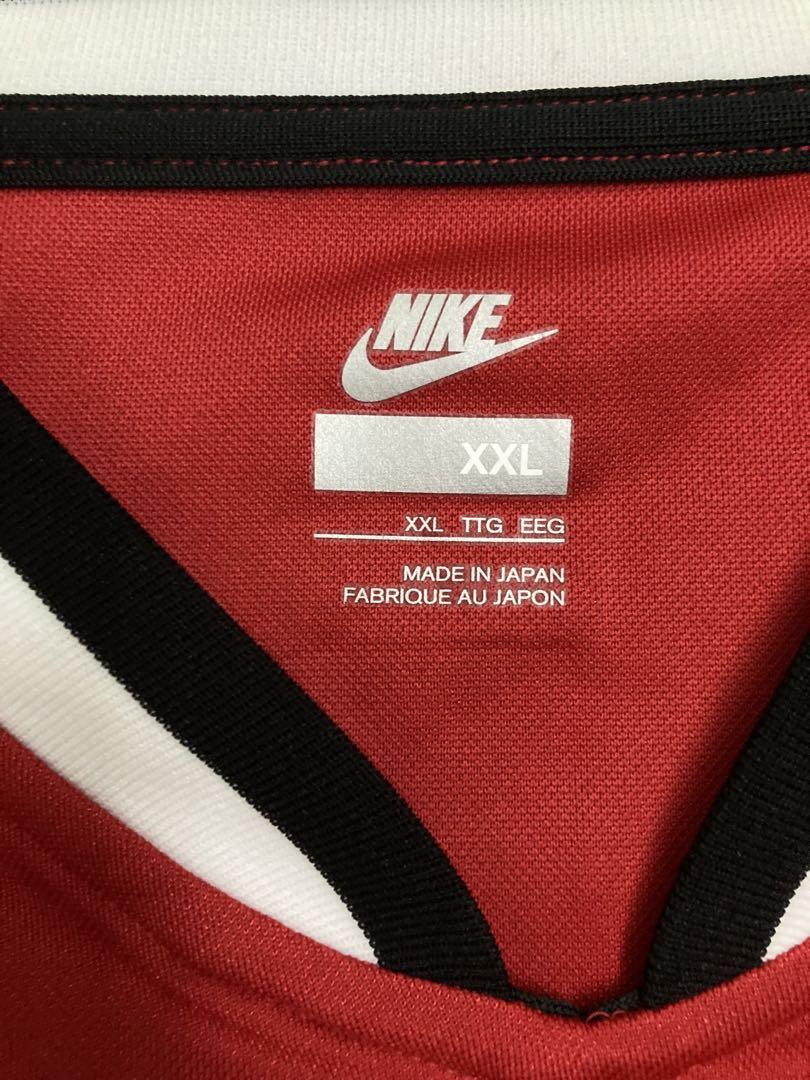 NIKE
XXL
XXL TTG EEG
MADE IN JAPAN
FABRIQUE AU JAPON